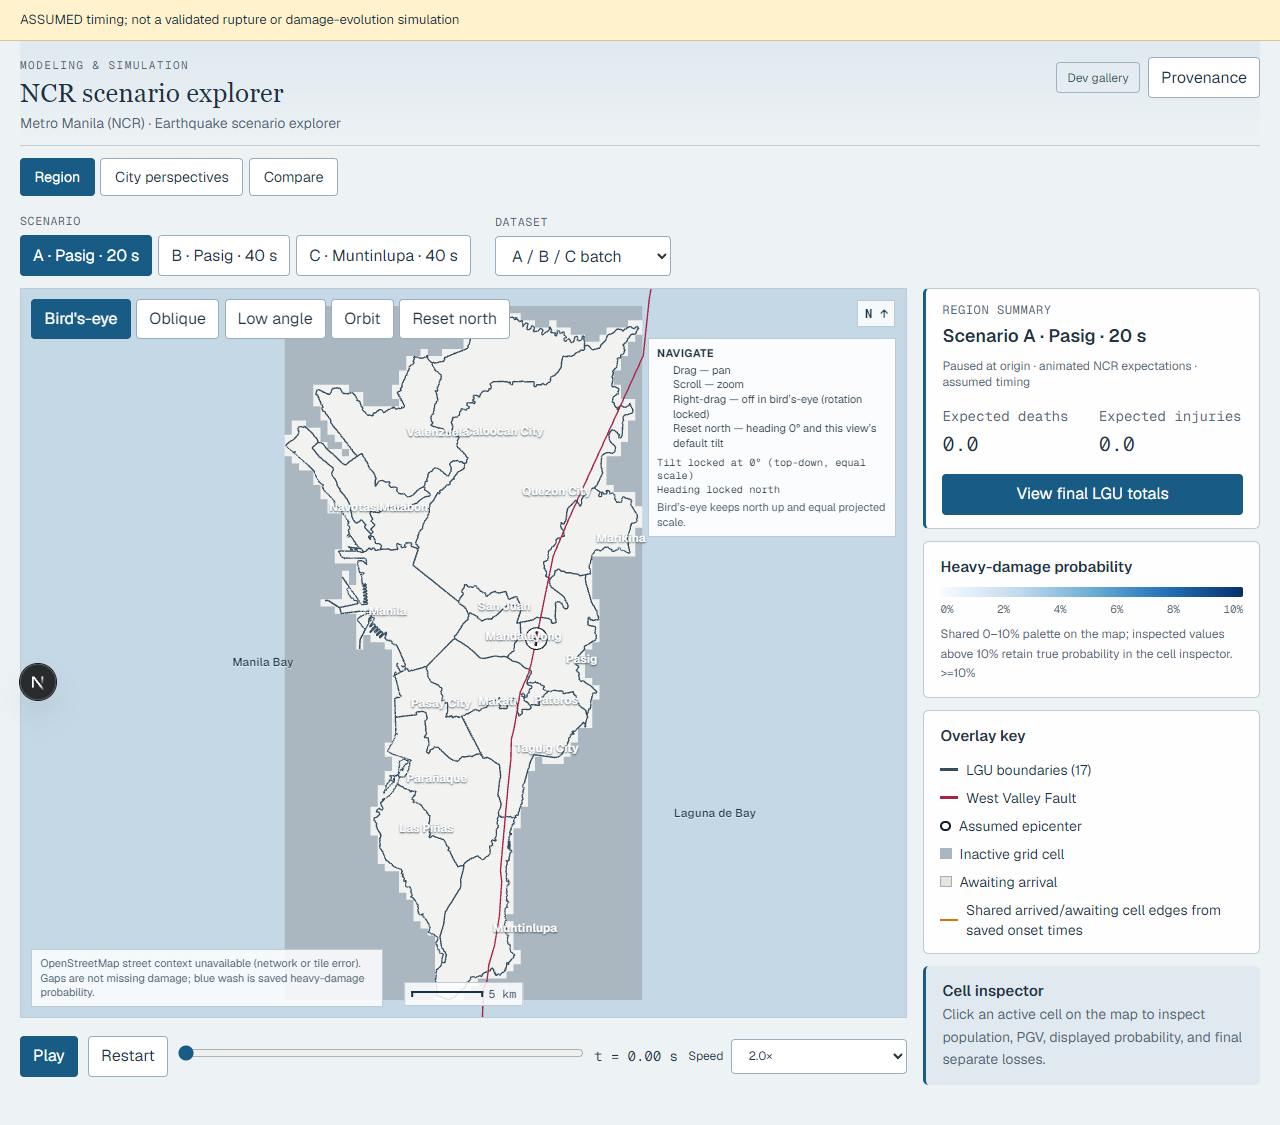 ASSUMED timing; not a validated rupture or damage-evolution simulation
MODELING & SIMULATION
NCR scenario explorer
Metro Manila (NCR) · Earthquake scenario explorer
Dev gallery
Provenance
Region
City perspectives
Compare
SCENARIO
DATASET
A · Pasig · 20 s
B · Pasig · 40 s
C · Muntinlupa · 40 s
A / B / C batch
Bird's-eye
Oblique
Low angle
Orbit
Reset north
N ↑
NAVIGATE
Drag — pan
Scroll — zoom
Right-drag — off in bird's-eye (rotation
locked)
Reset north — heading 0° and this view's
default tilt
Tilt locked at 0° (top-down, equal
scale)
Heading locked north
Bird's-eye keeps north up and equal projected
scale.
Valenzuela
Caloocan City
Quezon City
Navotas
Malabon
Marikina
San Juan
Manila
Mandaluyong
Pasig
Manila Bay
Pasay City
Makati
Pateros
Taguig City
Parañaque
Laguna de Bay
Las Piñas
Muntinlupa
OpenStreetMap street context unavailable (network or tile error).
Gaps are not missing damage; blue wash is saved heavy-damage
probability.
5 km
N
Play
Restart
t = 0.00 s
Speed
2.0×
REGION SUMMARY
Scenario A · Pasig · 20 s
Paused at origin · animated NCR expectations ·
assumed timing
Expected deaths
Expected injuries
0.0
0.0
View final LGU totals
Heavy-damage probability
0%
2%
4%
6%
8%
10%
Shared 0–10% palette on the map; inspected values
above 10% retain true probability in the cell inspector.
>=10%
Overlay key
LGU boundaries (17)
West Valley Fault
Assumed epicenter
Inactive grid cell
Awaiting arrival
Shared arrived/awaiting cell edges from
saved onset times
Cell inspector
Click an active cell on the map to inspect
population, PGV, displayed probability, and final
separate losses.